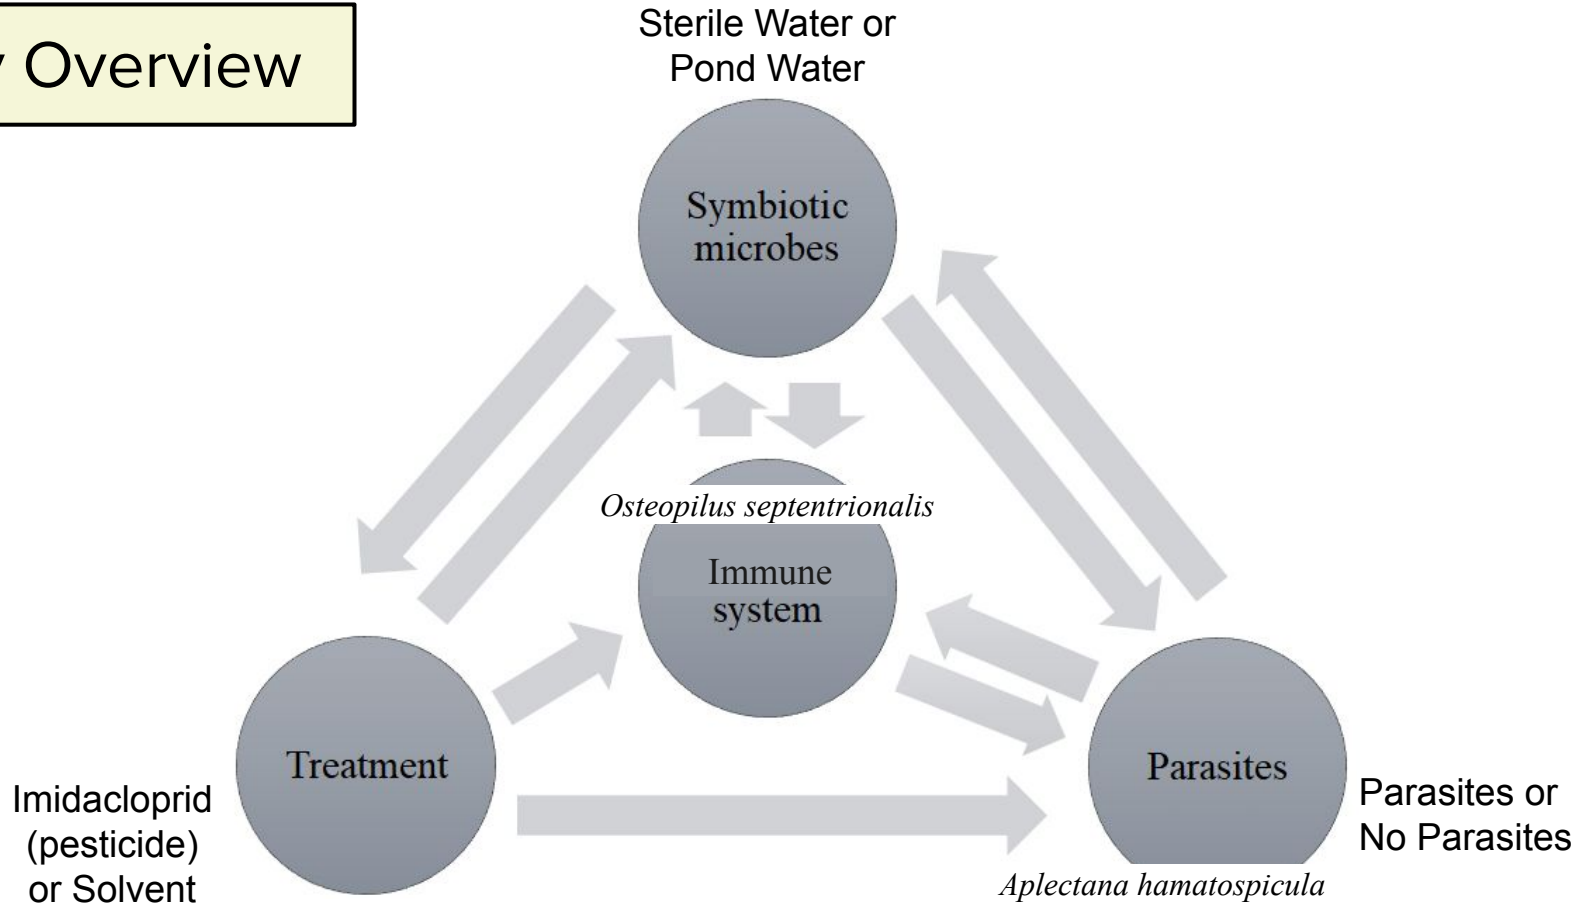 Overview
Sterile Water or
Pond Water
Symbiotic
microbes
Osteopilus septentrionalis
Immune
system
Treatment
Imidacloprid
(pesticide)
or Solvent
Parasites
Parasites or
No Parasites
Aplectana hamatospicula